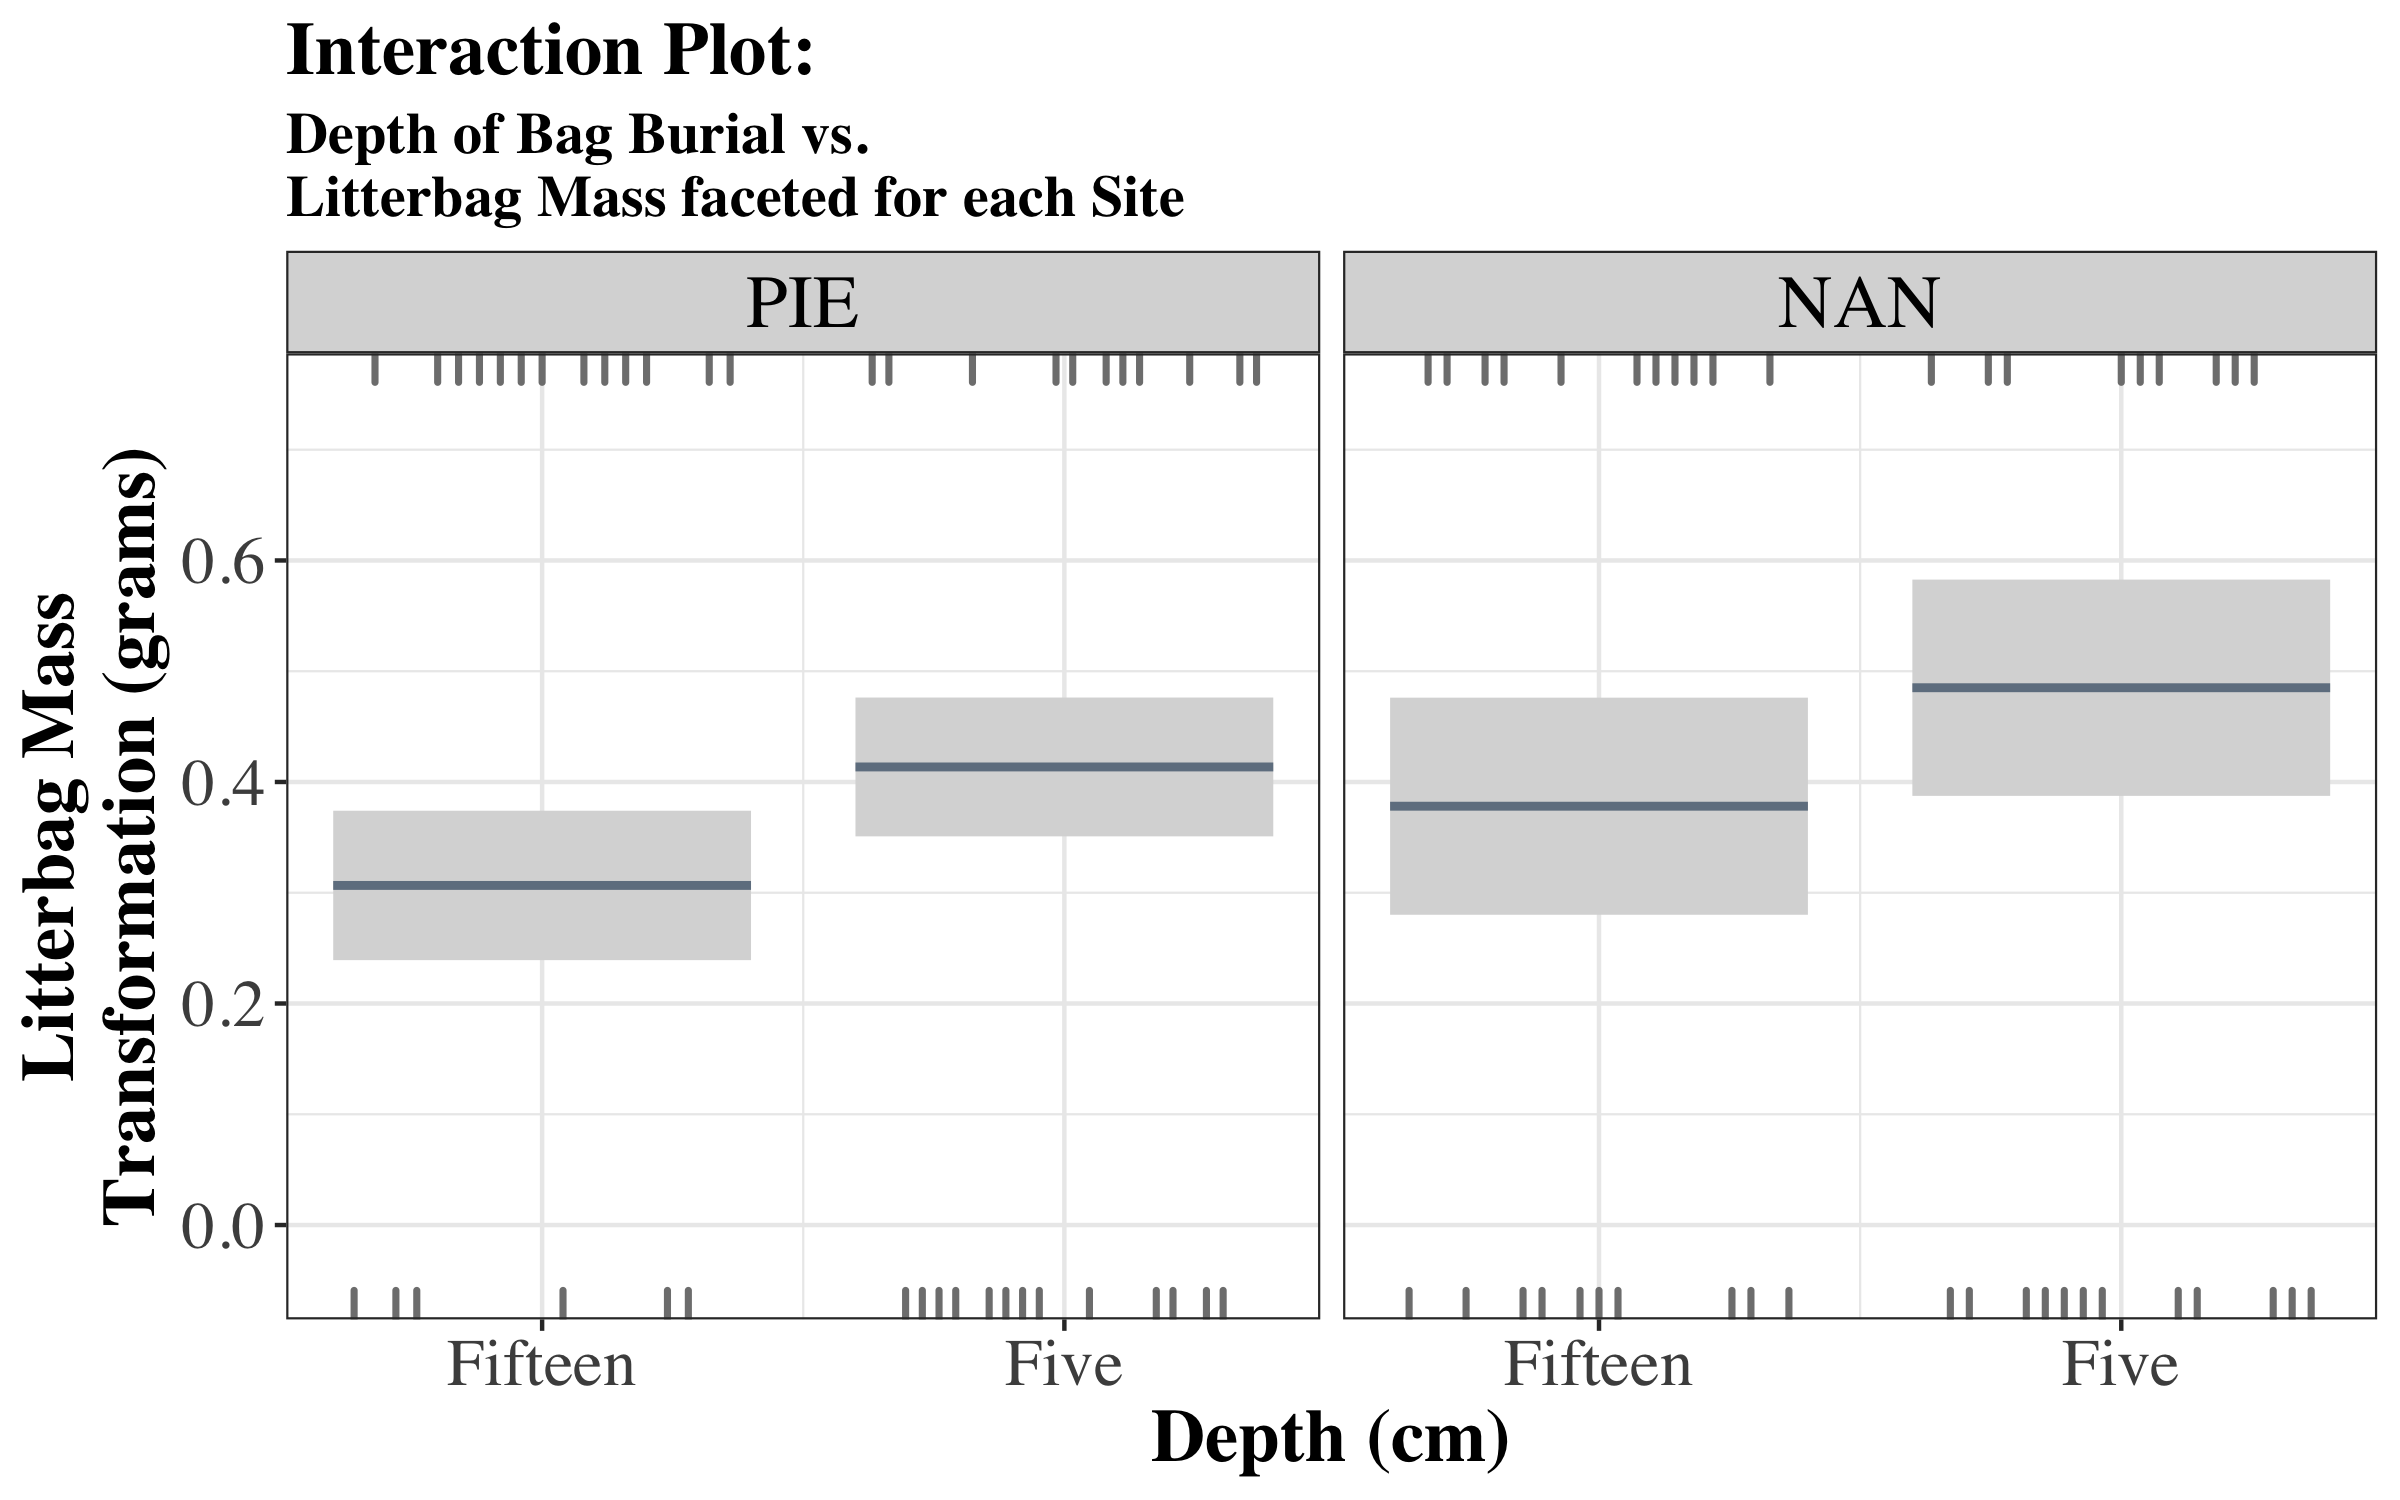 Interaction Plot:
Depth of Bag Burial vs.
Litterbag Mass faceted for each Site
PIE
NAN
Litterbag Mass
Transformation (grams)
0.6
0.4
0.2
0.0
Fifteen
Five
Fifteen
Five
Depth (cm)